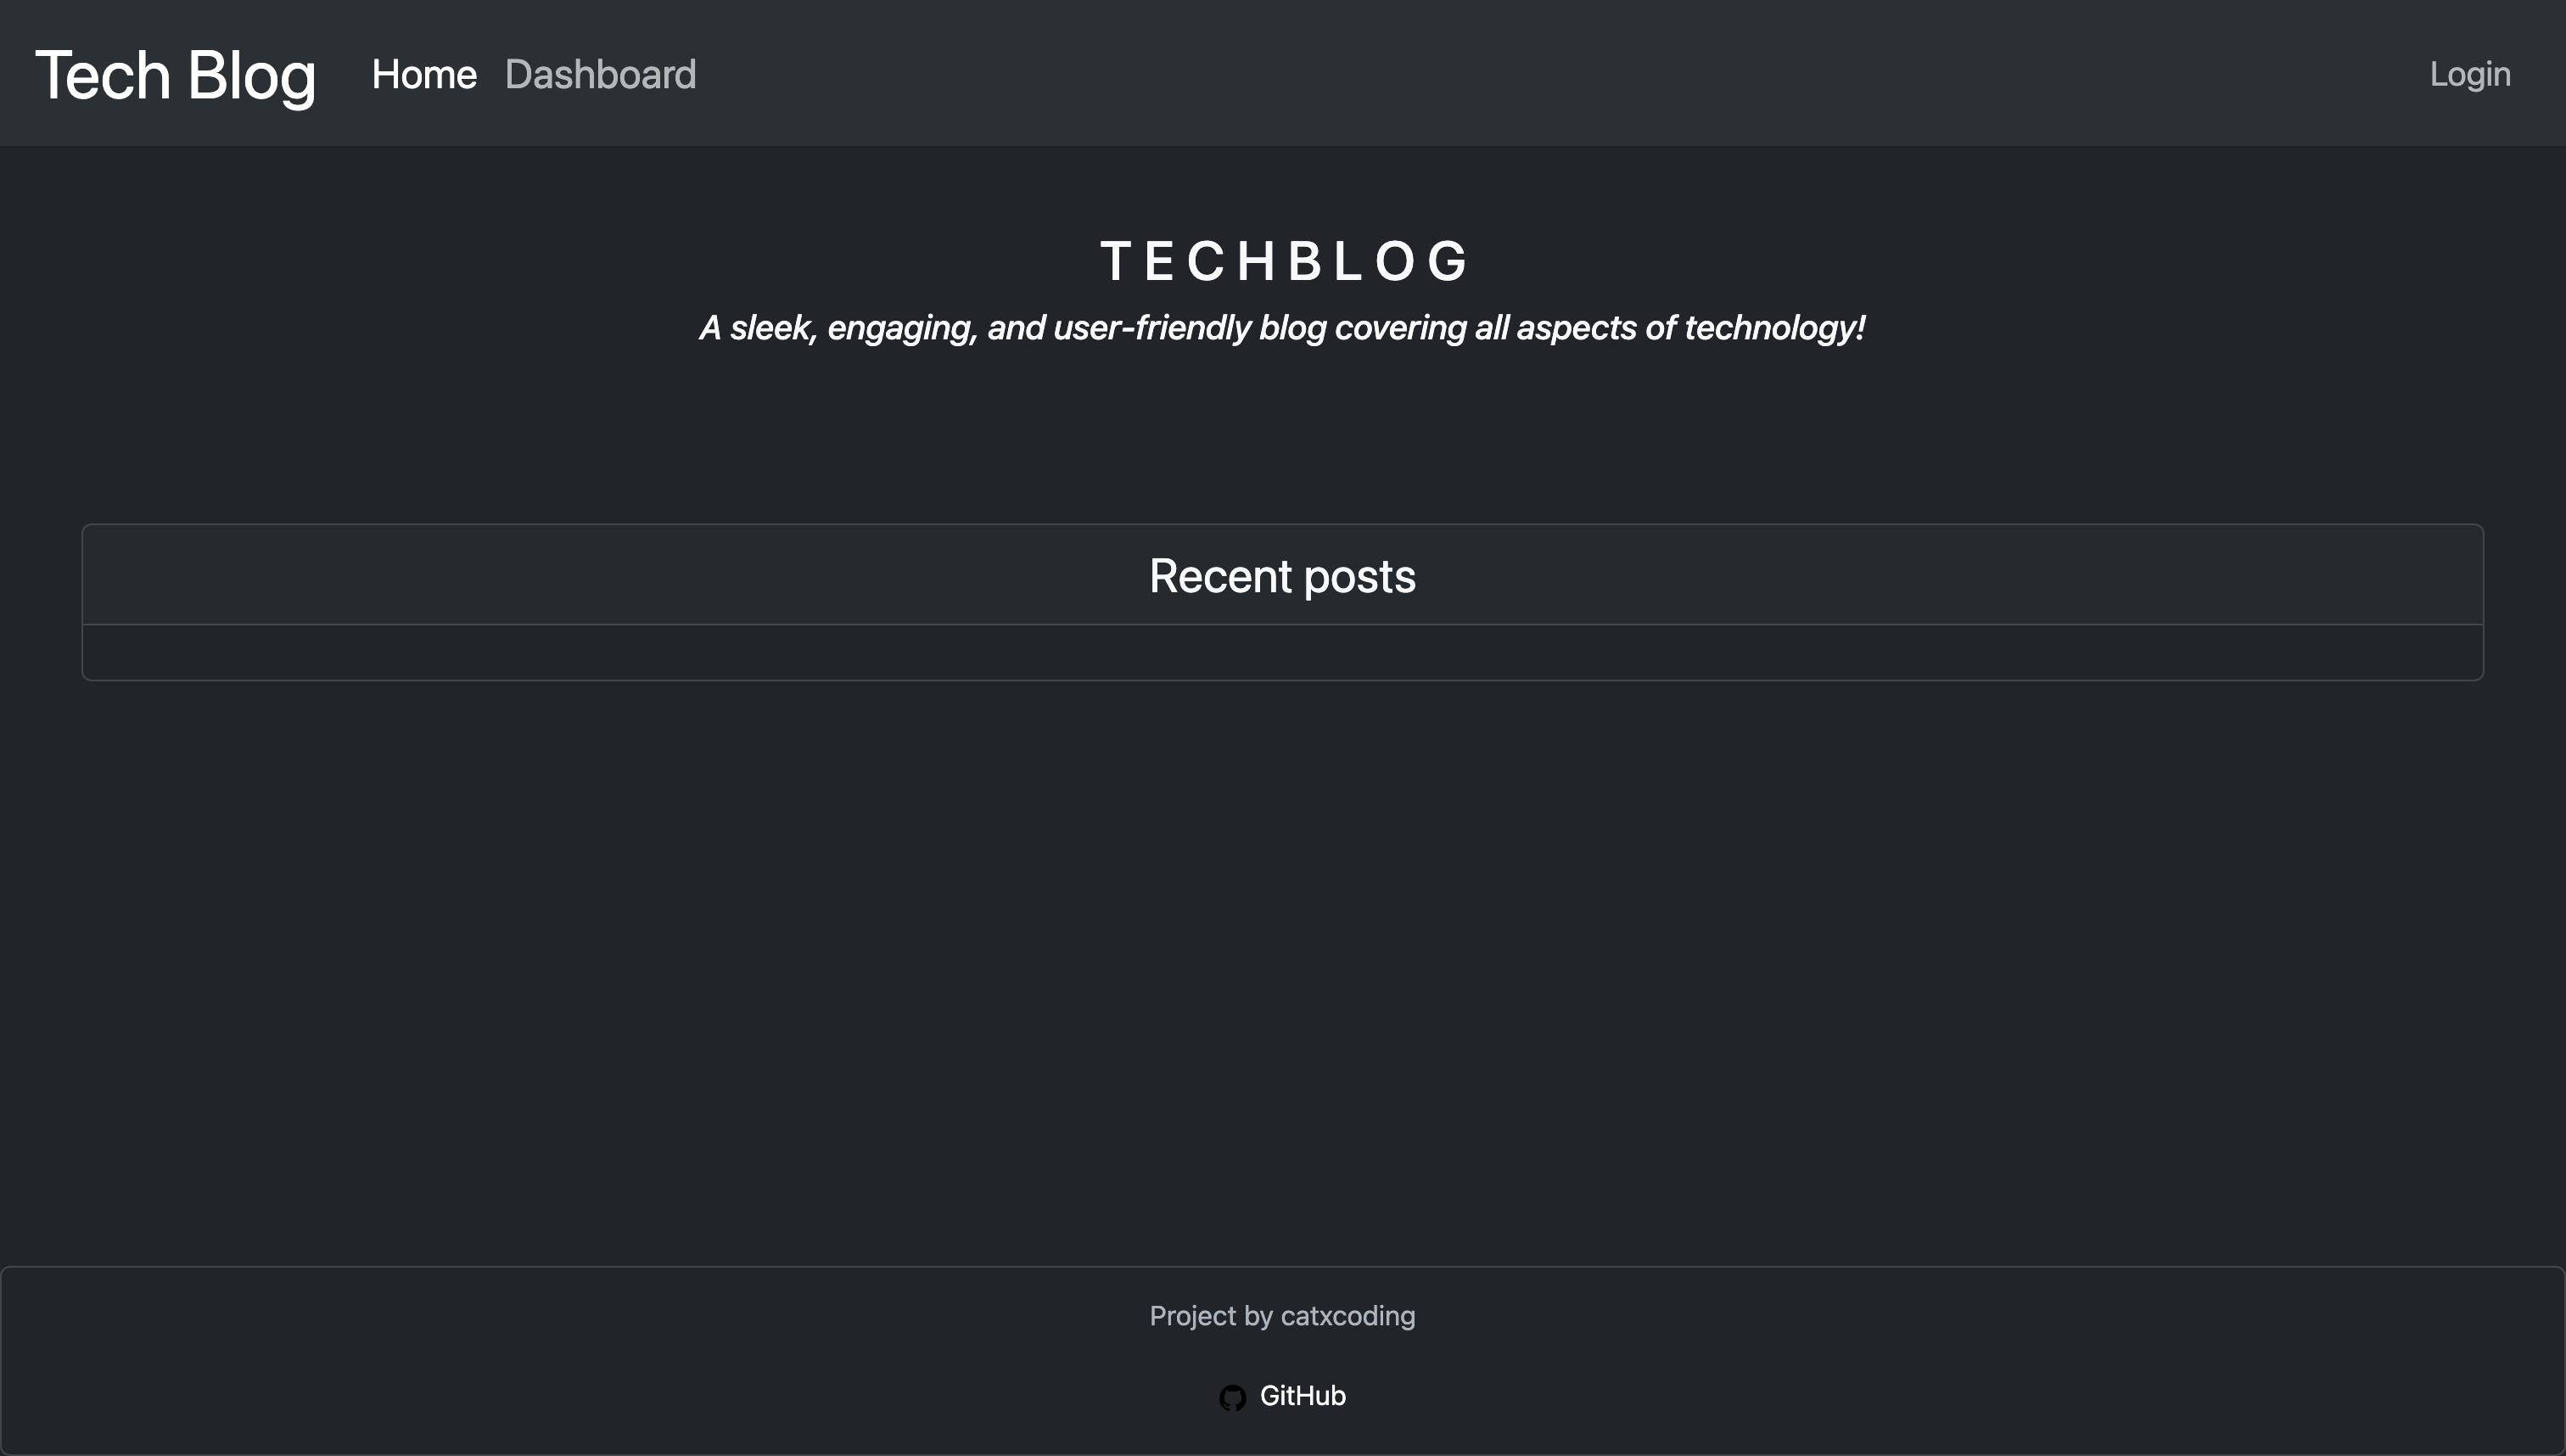 Tech Blog Home Dashboard Login
TECHBLOG
A sleek, engaging, and user-friendly blog covering all aspects of technology!
Recent posts
Project by catxcoding
GitHub